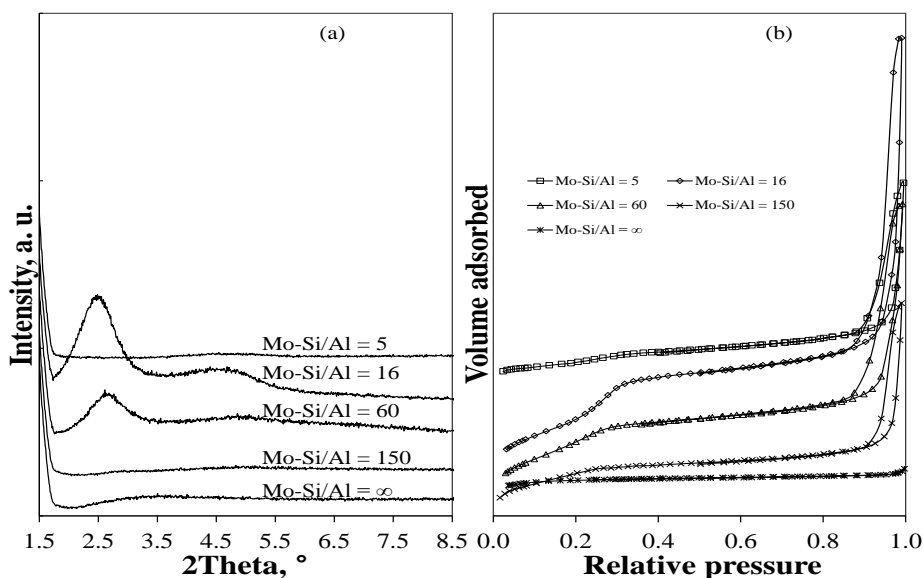 (a)
Intensity, a. u.
Mo-Si/Al = 5
Mo-Si/Al = 16
Mo-Si/Al = 60
Mo-Si/Al = 150
Mo-Si/Al = ∞
1.5 2.5 3.5 4.5 5.5 6.5 7.5 8.5
2Theta, °
(b)
Volume adsorbed
Mo-Si/Al = 5 Mo-Si/Al = 16
Mo-Si/Al = 60 Mo-Si/Al = 150
Mo-Si/Al = ∞
0.0 0.2 0.4 0.6 0.8 1.0
Relative pressure